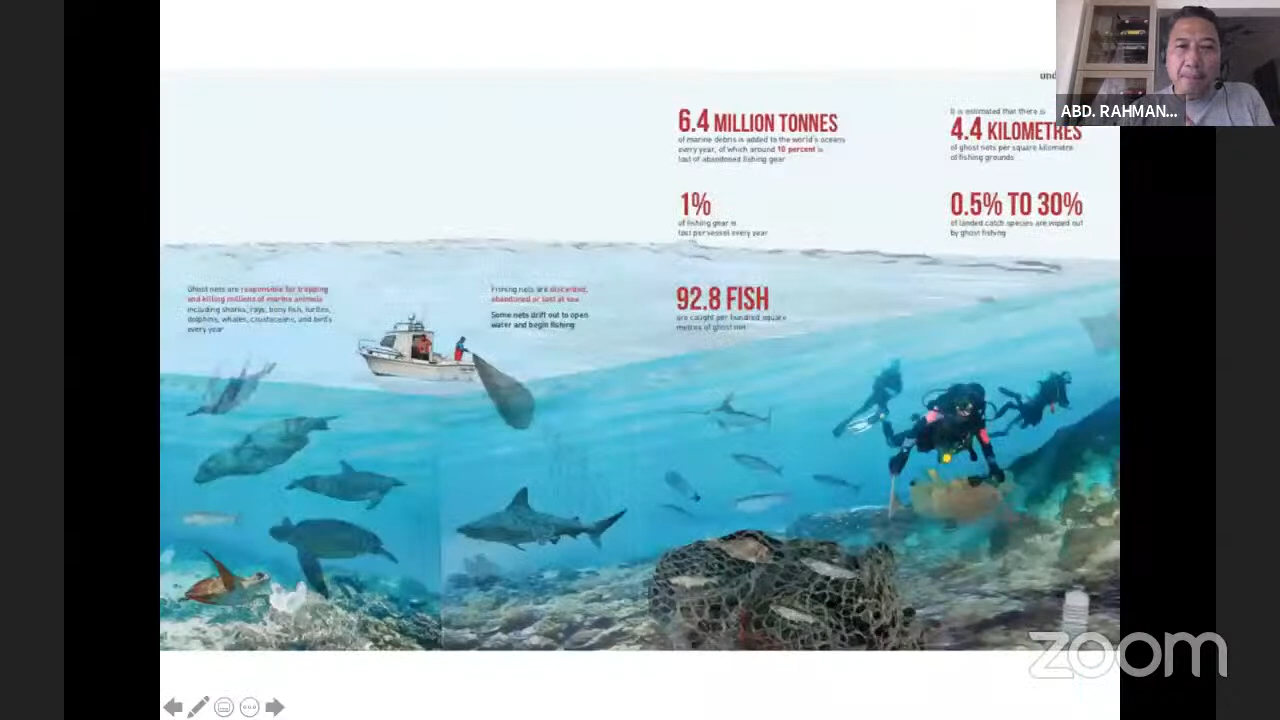 und
ABD. RAHMAN...
6.4 MILLION TONNES
of marine debris is added to the world's oceans
every year, of which around 10 percent is
lost of abandoned fishing gear
It is estimated that there is
4.4 KILOMETRES
of ghost nets per square kilometre
of fishing grounds
1%
of fishing gear is
lost per vessel every year
0.5% TO 30%
of landed catch species are wiped out
by ghost fishing
Ghost nets are responsible for trapping
and killing millions of marine animals
including sharks, rays, bony fish, turtles,
dolphins, whales, crustaceans, and birds
every year
Fishing nets are discarded,
abandoned or lost at sea
Some nets drift out to open
water and begin fishing
92.8 FISH
are caught per hundred square
metres of ghost net
zoom